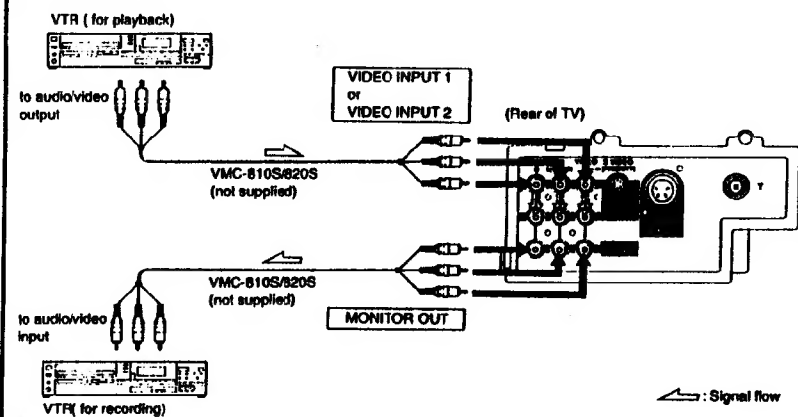 VTR ( for playback)
to audio/video
output
VIDEO INPUT 1
or
VIDEO INPUT 2
(Rear of TV)
VMC-810S/820S
(not supplied)
VMC-810S/820S
(not supplied)
MONITOR OUT
to audio/video
input
VTR( for recording)
: Signal flow